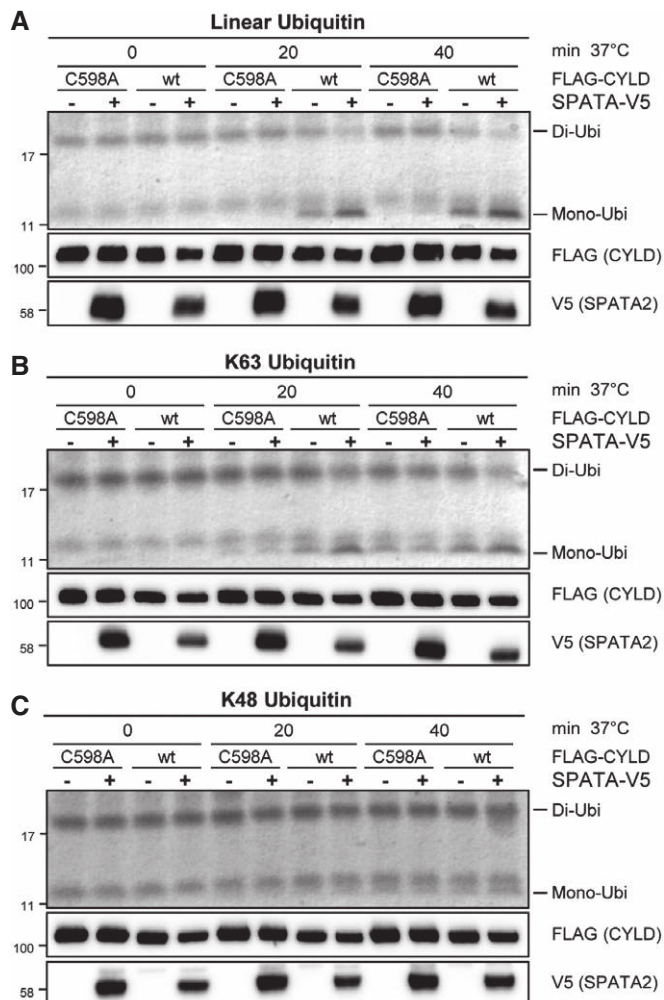 A
Linear Ubiquitin
0 20 40 min 37°C
C598A wt C598A wt C598A wt FLAG-CYLD
- + - + - + - + - + - + SPATA-V5
Di-Ubi
17
Mono-Ubi
11
FLAG (CYLD)
100
58 V5 (SPATA2)
B
K63 Ubiquitin
0 20 40 min 37°C
C598A wt C598A wt C598A wt FLAG-CYLD
- + - + - + - + - + - + SPATA-V5
Di-Ubi
17
Mono-Ubi
11
100 FLAG (CYLD)
58 V5 (SPATA2)
C
K48 Ubiquitin
0 20 40 min 37°C
C598A wt C598A wt C598A wt FLAG-CYLD
- + - + - + - + - + - + SPATA-V5
Di-Ubi
17
Mono-Ubi
11
FLAG (CYLD)
100
58 V5 (SPATA2)